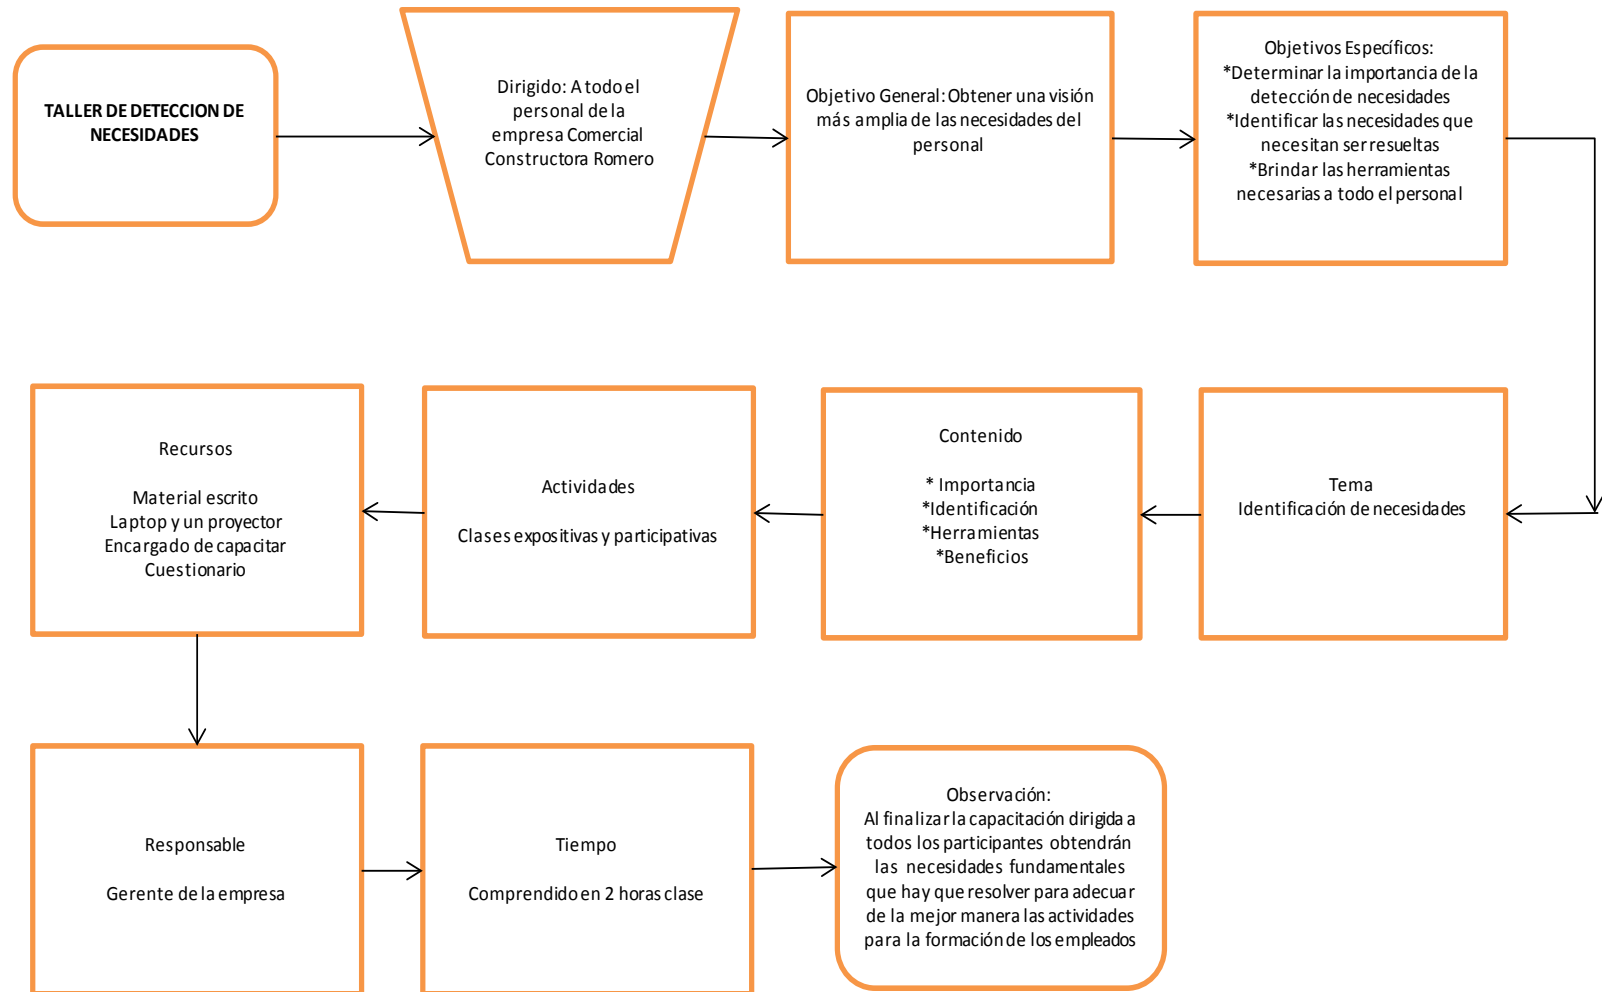 TALLER DE DETECCION DE
NECESIDADES
Dirigido: A todo el
personal de la
empresa Comercial
Constructora Romero
Objetivo General: Obtener una visión
más amplia de las necesidades del
personal
Objetivos Específicos:
*Determinar la importancia de la
detección de necesidades
*Identificar las necesidades que
necesitan ser resueltas
*Brindar las herramientas
necesarias a todo el personal
Tema
Identificación de necesidades
Contenido
* Importancia
*Identificación
*Herramientas
*Beneficios
Actividades
Clases expositivas y participativas
Recursos
Material escrito
Laptop y un proyector
Encargado de capacitar
Cuestionario
Responsable
Gerente de la empresa
Tiempo
Comprendido en 2 horas clase
Observación:
Al finalizar la capacitación dirigida a
todos los participantes obtendrán
las necesidades fundamentales
que hay que resolver para adecuar
de la mejor manera las actividades
para la formación de los empleados